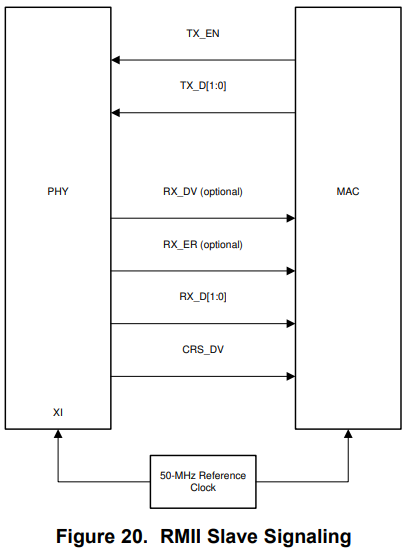 TX_EN
TX_D[1:0]
PHY
RX_DV (optional)
MAC
RX_ER (optional)
RX_D[1:0]
CRS_DV
XI
50-MHz Reference
Clock
Figure 20. RMII Slave Signaling